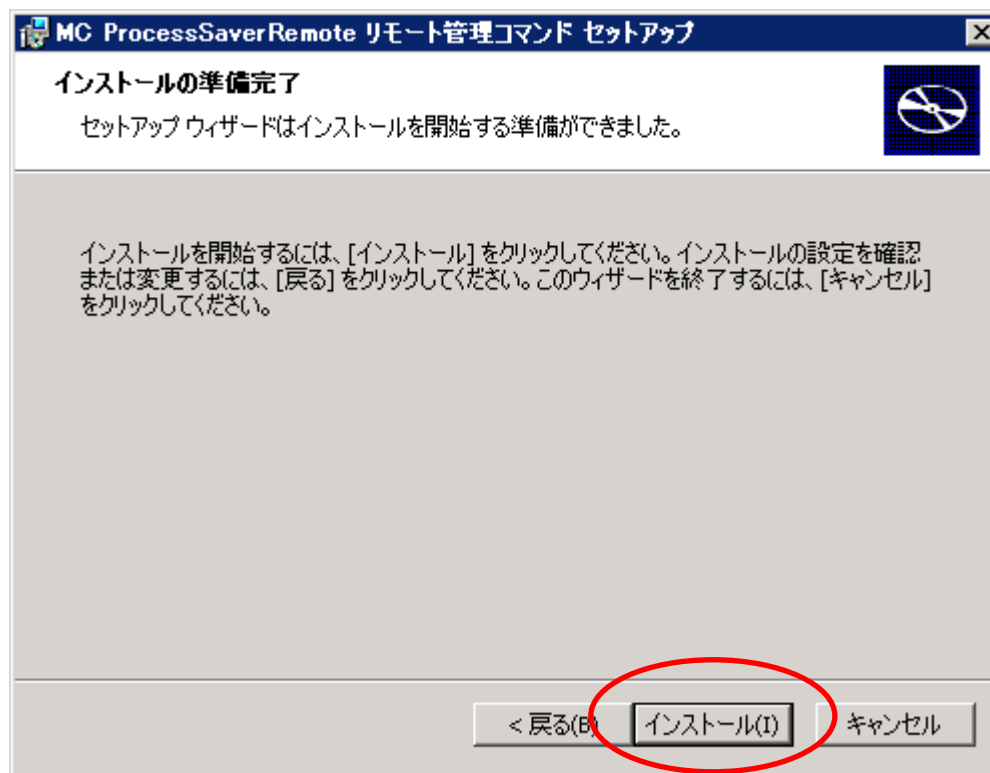 MC ProcessSaverRemote リモート管理コマンド セットアップ
インストールの準備完了
セットアップ ウィザードはインストールを開始する準備ができました。
インストールを開始するには、[インストール] をクリックしてください。インストールの設定を確認
または変更するには、[戻る] をクリックしてください。このウィザードを終了するには、[キャンセル]
をクリックしてください。
< 戻る(B) インストール(I) キャンセル